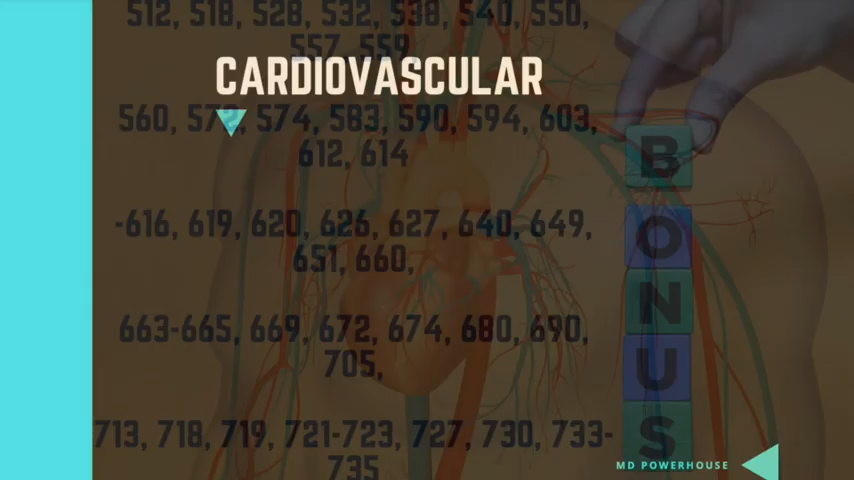 512, 518, 528, 532, 538, 540, 550,
557, 559
CARDIOVASCULAR
560, 573, 574, 583, 590, 594, 603,
612, 614
-616, 619, 620, 626, 627, 640, 649,
651, 660,
663-665, 669, 672, 674, 680, 690,
705,
713, 718, 719, 721-723, 727, 730, 733-
735
B
O
N
U
S
MD POWERHOUSE